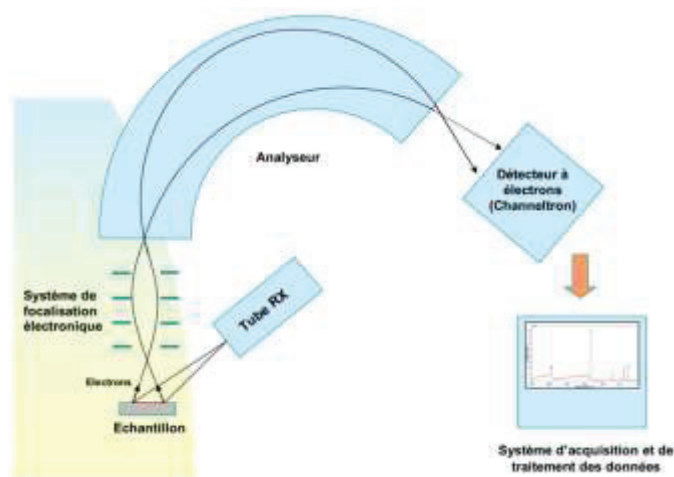 Analyseur
Détecteur à
électrons
(Channeltron)
Système de
focalisation
électronique
Tube RX
Electrons
Echantillon
Système d'acquisition et de
traitement des données